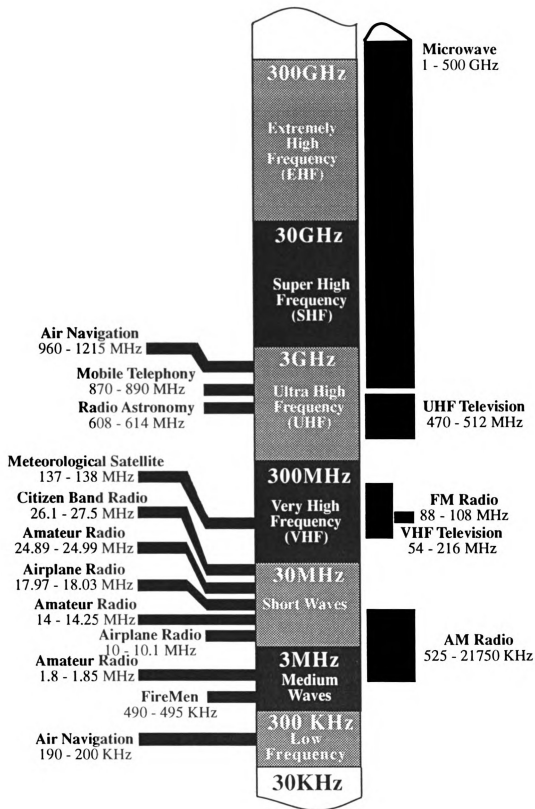 300GHz
Extremely
High
Frequency
(EHF)
30GHz
Super High
Frequency
(SHF)
3GHz
Ultra High
Frequency
(UHF)
300MHz
Very High
Frequency
(VHF)
30MHz
Short Waves
3MHz
Medium
Waves
300 KHz
Low
Frequency
30KHz
Air Navigation
960 - 1215 MHz
Mobile Telephony
870 - 890 MHz
Radio Astronomy
608 - 614 MHz
Meteorological Satellite
137 - 138 MHz
Citizen Band Radio
26.1 - 27.5 MHz
Amateur Radio
24.89 - 24.99 MHz
Airplane Radio
17.97 - 18.03 MHz
Amateur Radio
14 - 14.25 MHz
Airplane Radio
10 - 10.1 MHz
Amateur Radio
1.8 - 1.85 MHz
FireMen
490 - 495 KHz
Air Navigation
190 - 200 KHz
Microwave
1 - 500 GHz
UHF Television
470 - 512 MHz
FM Radio
88 - 108 MHz
VHF Television
54 - 216 MHz
AM Radio
525 - 21750 KHz